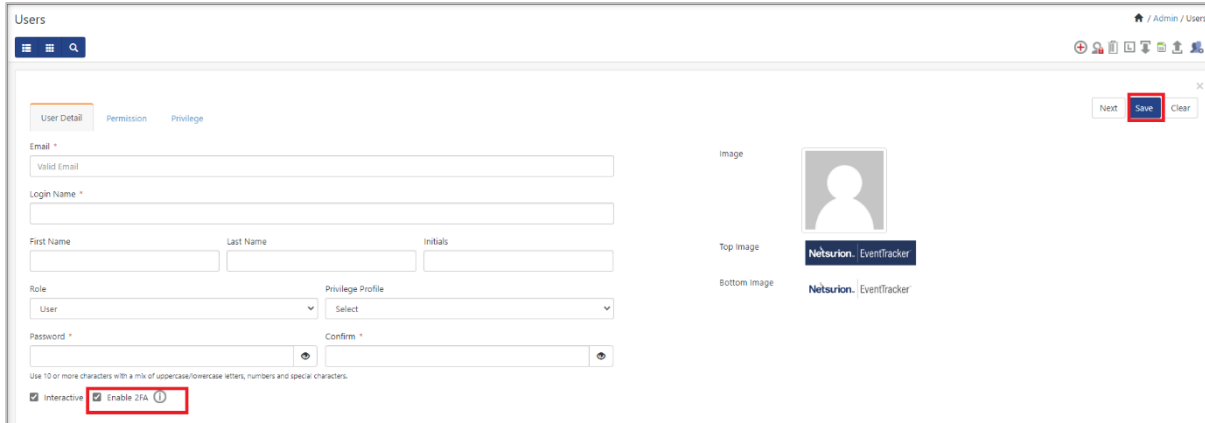 Users
/ Admin / Users
Next Save Clear
User Detail Permission Privilege
Email *
Valid Email
Image
Login Name *
First Name Last Name Initials
Top Image
Netsurion. EventTracker
Role Privilege Profile
Bottom Image
Netsurion. EventTracker
User Select
Password * Confirm *
Use 10 or more characters with a mix of uppercase/lowercase letters, numbers and special characters.
Interactive Enable 2FA